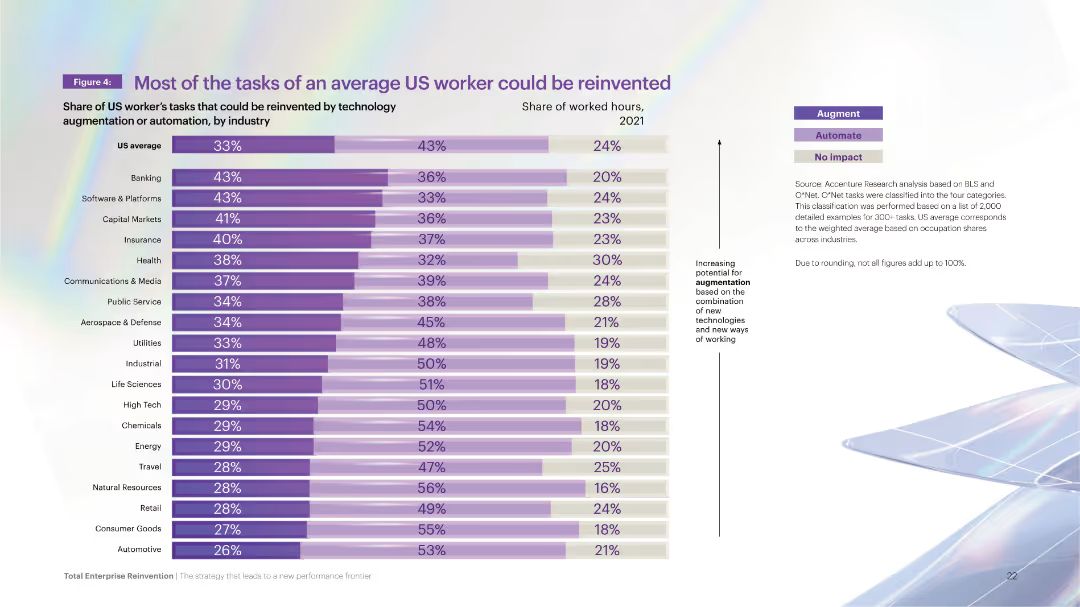 Figure 4:
Most of the tasks of an average US worker could be reinvented
Share of US worker's tasks that could be reinvented by technology
augmentation or automation, by industry
Share of worked hours,
2021
US average 33% 43% 24%
Banking 43% 36% 20%
Software & Platforms 43% 33% 24%
Capital Markets 41% 36% 23%
Insurance 40% 37% 23%
Health 38% 32% 30%
Communications & Media 37% 39% 24%
Public Service 34% 38% 28%
Aerospace & Defense 34% 45% 21%
Utilities 33% 48% 19%
Industrial 31% 50% 19%
Life Sciences 30% 51% 18%
High Tech 29% 50% 20%
Chemicals 29% 54% 18%
Energy 29% 52% 20%
Travel 28% 47% 25%
Natural Resources 28% 56% 16%
Retail 28% 49% 24%
Consumer Goods 27% 55% 18%
Automotive 26% 53% 21%
Increasing
potential for
augmentation
based on the
combination
of new
technologies
and new ways
of working
Augment
Automate
No impact
Source: Accenture Research analysis based on BLS and
O*Net. O*Net tasks were classified into the four categories.
This classification was performed based on a list of 2,000
detailed examples for 300+ tasks. US average corresponds
to the weighted average based on occupation shares
across industries.
Due to rounding, not all figures add up to 100%.
Total Enterprise Reinvention | The strategy that leads to a new performance frontier
22